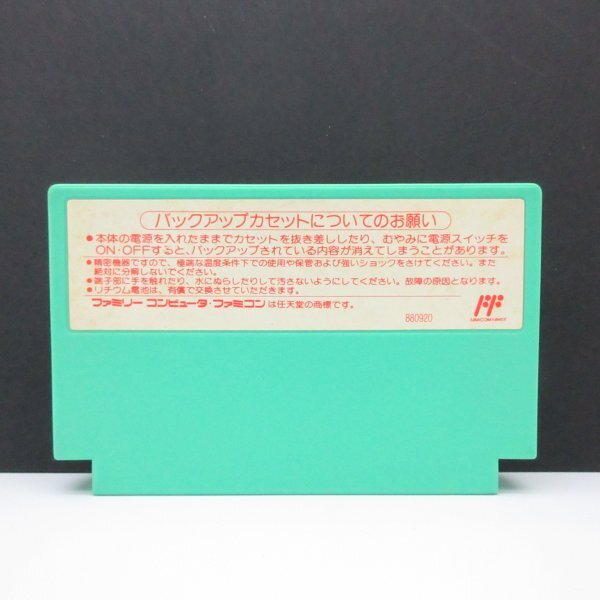 バックアップカセットについてのお願い
●本体の電源を入れたままでカセットを抜き差ししたり、むやみに電源スイッチを
ON・OFFすると、バックアップされている内容が消えてしまうことがあります。
●精密機器ですので、極端な温度条件下での使用や保管および強いショックをさけてください。また
絶対に分解しないでください。
●端子部に手を触れたり、水にぬらしたりして汚さないようにしてください。故障の原因となります。
●リチウム電池は、有償で交換させていただきます。
ファミリー コンピュータ・ファミコンは任天堂の商標です。
880920